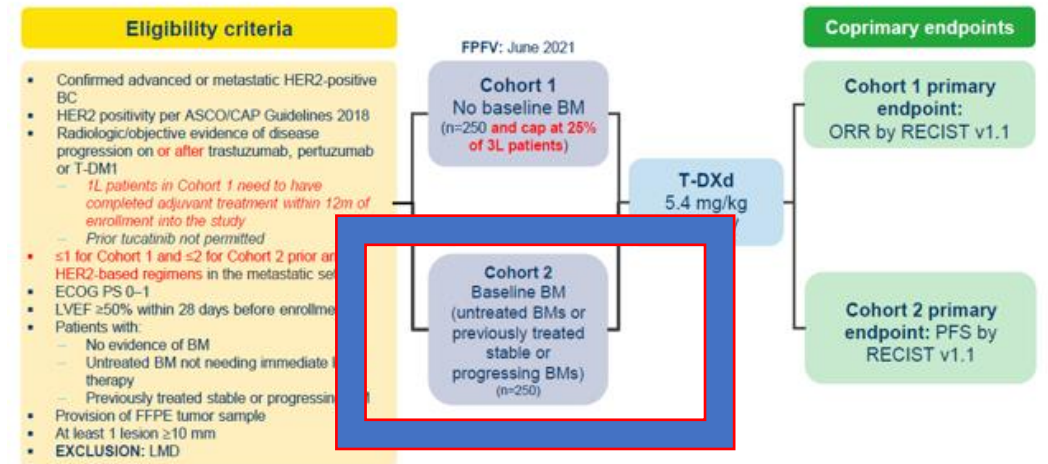 Eligibility criteria
Confirmed advanced or metastatic HER2-positive
BC
HER2 positivity per ASCO/CAP Guidelines 2018
Radiologic/objective evidence of disease
progression on or after trastuzumab, pertuzumab
or T-DM1
1L patients in Cohort 1 need to have
completed adjuvant treatment within 12m of
enrollment into the study
Prior tucatinib not permitted
≤1 for Cohort 1 and ≤2 for Cohort 2 prior
HER2-based regimens in the metastatic
ECOG PS 0–1
LVEF ≥50% within 28 days before
Patients with:
No evidence of BM
Untreated BM not needing immediate
therapy
Previously treated stable or
Provision of FFPE tumor sample
At least 1 lesion ≥10 mm
EXCLUSION: LMD
FPFV: June 2021
Cohort 1
No baseline BM
(n=250 and cap at 25%
of 3L patients)
Cohort 2
Baseline BM
(untreated BMs or
previously treated
stable or
progressing BMs)
(n=250)
T-DXd
5.4 mg/kg
Coprimary endpoints
Cohort 1 primary
endpoint:
ORR by RECIST v1.1
Cohort 2 primary
endpoint: PFS by
RECIST v1.1